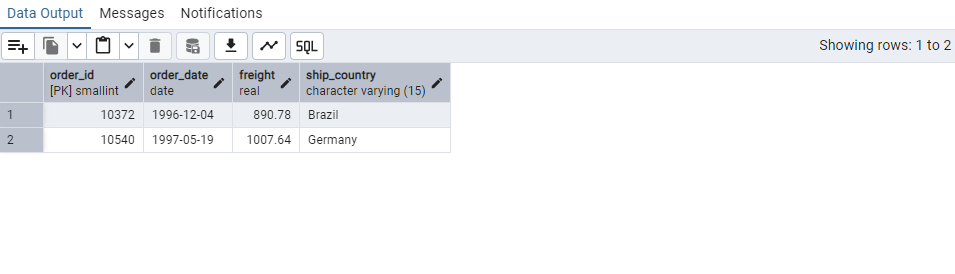 Data Output Messages Notifications
SQL Showing rows: 1 to 2
order_id order_date freight ship_country
[PK] smallint date real character varying (15)
1 10372 1996-12-04 890.78 Brazil
2 10540 1997-05-19 1007.64 Germany